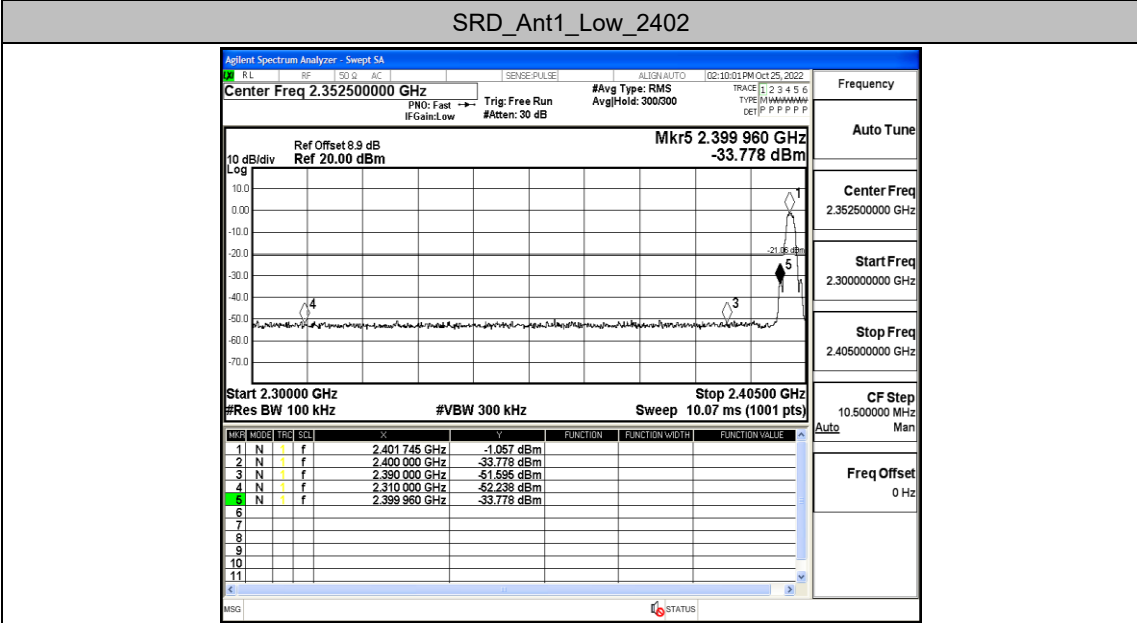 SRD_Ant1_Low_2402
Agilent Spectrum Analyzer - Swept SA
LXI RL RF 50 Ω AC SENSE:PULSE ALIGNAUTO 02:10:01 PM Oct 25, 2022
Center Freq 2.352500000 GHz
PNO: Fast
IFGain:Low
Trig: Free Run
#Atten: 30 dB
#Avg Type: RMS
Avg|Hold: 300/300
TRACE 1 2 3 4 5 6
TYPE M W W W W W
DET P P P P P P
Mkr5 2.399 960 GHz
-33.778 dBm
Ref Offset 8.9 dB
10 dB/div Ref 20.00 dBm
Log
10.0
0.00
-10.0
-20.0
-30.0
-40.0
-50.0
-60.0
-70.0
1
-21.06 dBm
5
4
3
Start 2.30000 GHz Stop 2.40500 GHz
#Res BW 100 kHz #VBW 300 kHz Sweep 10.07 ms (1001 pts)
MKR MODE TRC SCL X Y FUNCTION FUNCTION WIDTH FUNCTION VALUE
1 N 1 f 2.401 745 GHz -1.057 dBm
2 N 1 f 2.400 000 GHz -33.778 dBm
3 N 1 f 2.390 000 GHz -51.595 dBm
4 N 1 f 2.310 000 GHz -52.238 dBm
5 N 1 f 2.399 960 GHz -33.778 dBm
6
7
8
9
10
11
MSG STATUS
Frequency
Auto Tune
Center Freq
2.352500000 GHz
Start Freq
2.300000000 GHz
Stop Freq
2.405000000 GHz
CF Step
10.500000 MHz
Auto Man
Freq Offset
0 Hz